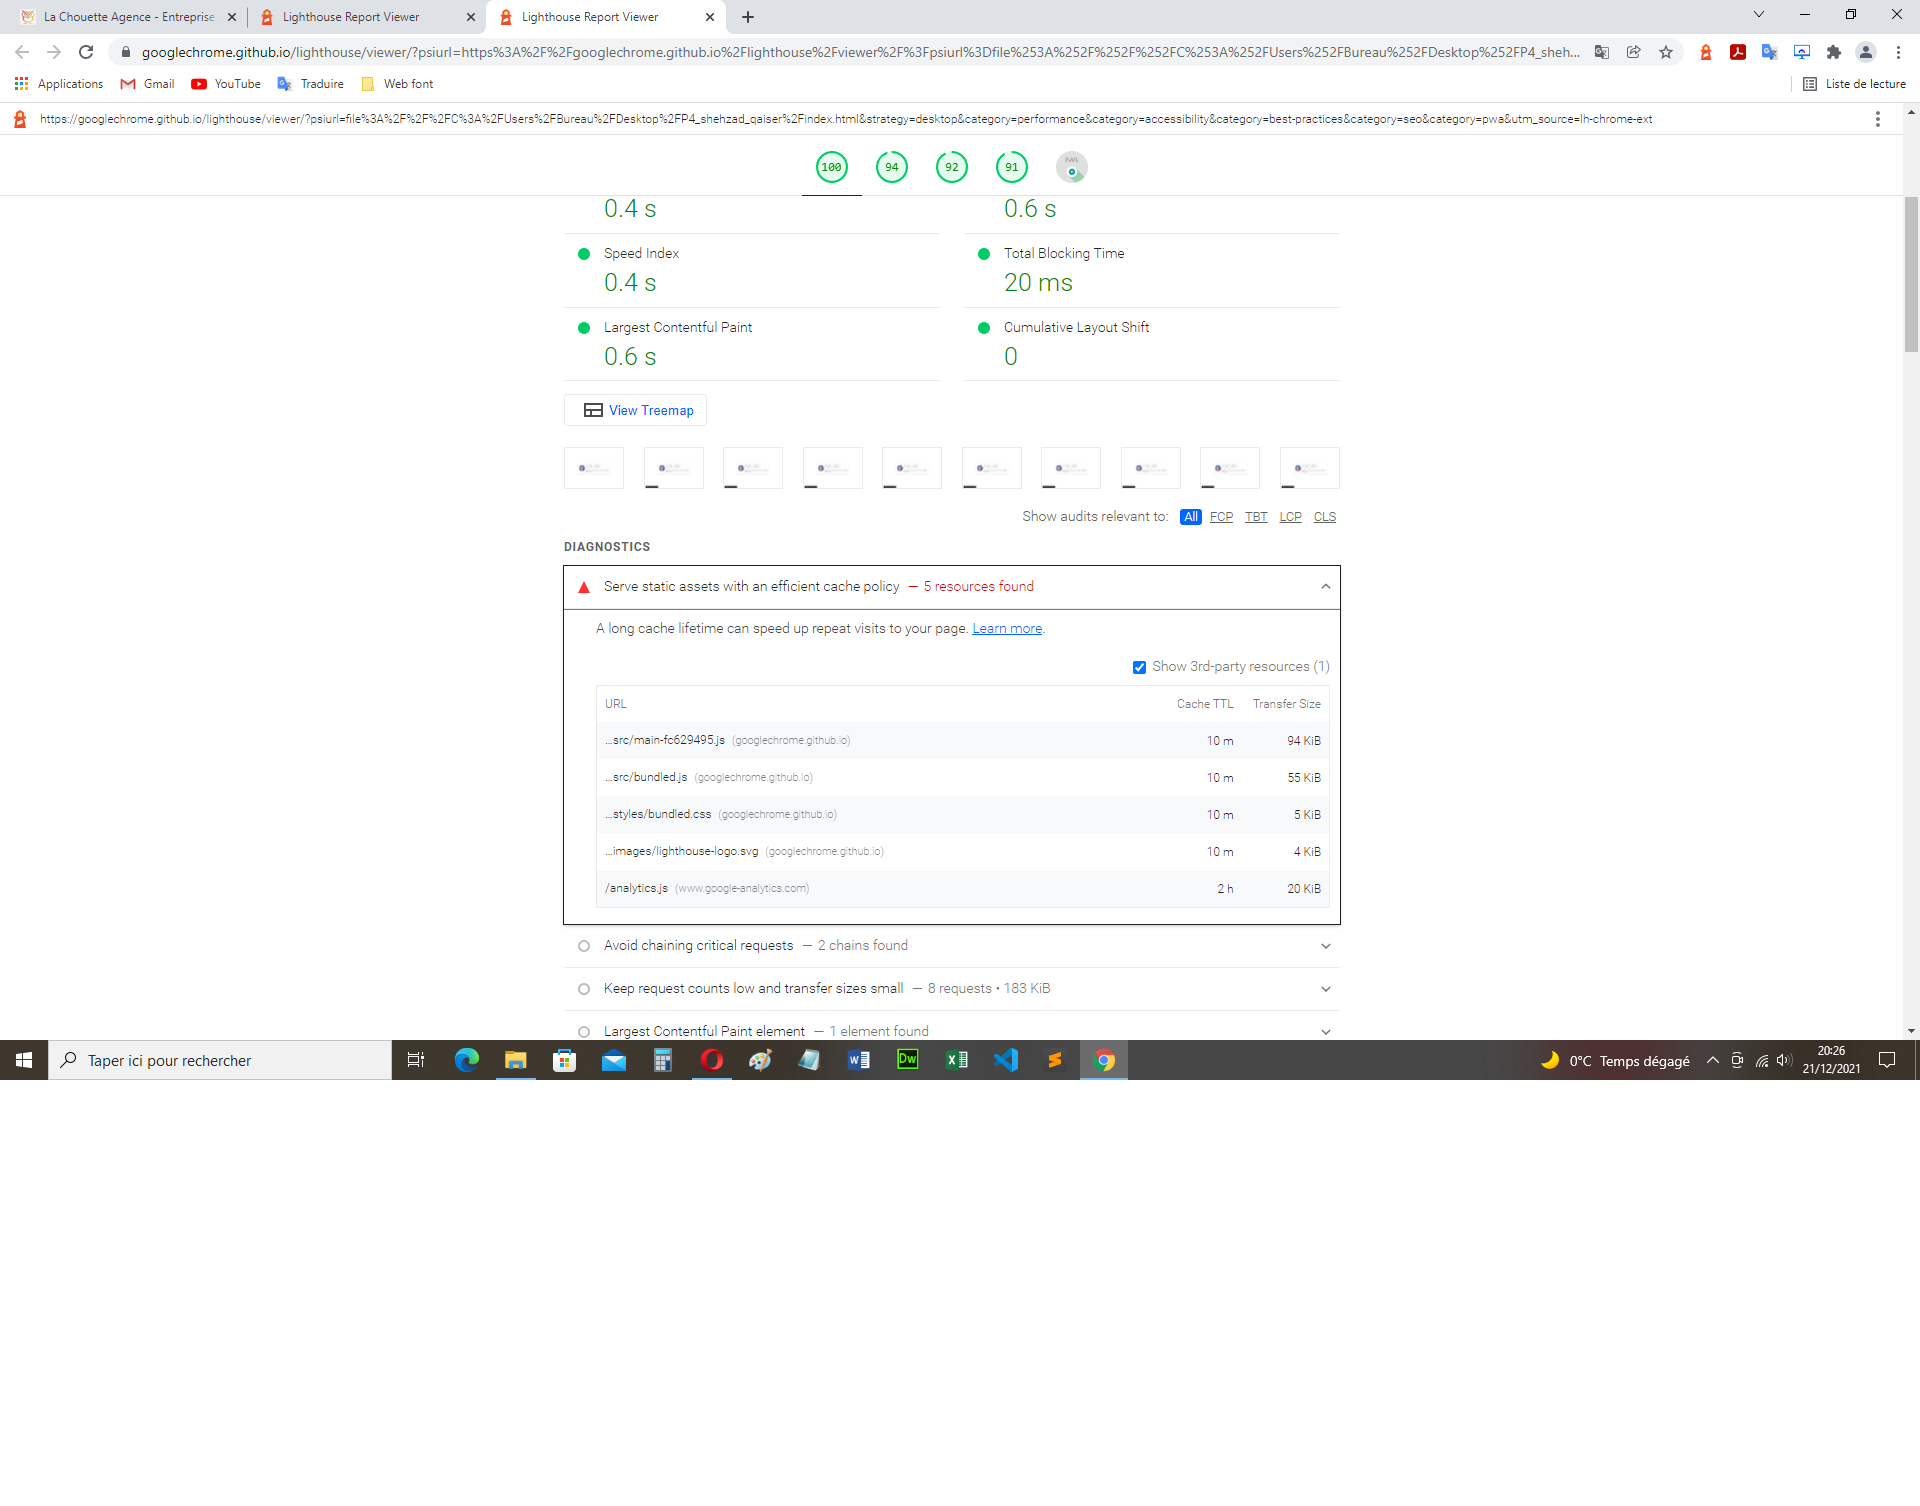 La Chouette Agence - Entreprise
Lighthouse Report Viewer
Lighthouse Report Viewer
googlechrome.github.io/lighthouse/viewer/?psiurl=https%3A%2F%2Fgooglechrome.github.io%2Flighthouse%2Fviewer%2F%3Fpsiurl%3Dfile%253A%252F%252F%252FC%253A%252FUsers%252FBureau%252FDesktop%252FP4_sheh...
Applications
Gmail
YouTube
Traduire
Web font
Liste de lecture
https://googlechrome.github.io/lighthouse/viewer/?psiurl=file%3A%2F%2F%2FC%3A%2FUsers%2FBureau%2FDesktop%2FP4_shehzad_qaiser%2Findex.html&strategy=desktop&category=performance&category=accessibility&category=best-practices&category=seo&category=pwa&utm_source=lh-chrome-ext
100
94
92
91
PWA
0.4 s
0.6 s
Speed Index
0.4 s
Total Blocking Time
20 ms
Largest Contentful Paint
0.6 s
Cumulative Layout Shift
0
View Treemap
Show audits relevant to: All FCP TBT LCP CLS
DIAGNOSTICS
Serve static assets with an efficient cache policy — 5 resources found
A long cache lifetime can speed up repeat visits to your page. Learn more.
Show 3rd-party resources (1)
URL Cache TTL Transfer Size
...src/main-fc629495.js (googlechrome.github.io) 10 m 94 KiB
...src/bundled.js (googlechrome.github.io) 10 m 55 KiB
...styles/bundled.css (googlechrome.github.io) 10 m 5 KiB
...images/lighthouse-logo.svg (googlechrome.github.io) 10 m 4 KiB
/analytics.js (www.google-analytics.com) 2 h 20 KiB
Avoid chaining critical requests — 2 chains found
Keep request counts low and transfer sizes small — 8 requests • 183 KiB
Largest Contentful Paint element — 1 element found
Taper ici pour rechercher
Dw
0°C Temps dégagé
20:26
21/12/2021